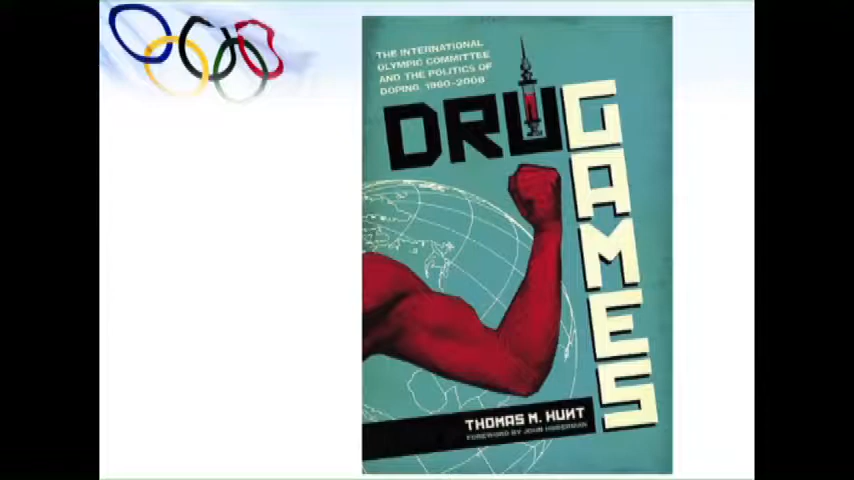 THE INTERNATIONAL
OLYMPIC COMMITTEE
AND THE POLITICS OF
DOPING, 1960–2008
DRUG
GAMES
THOMAS M. HUNT
FOREWORD BY JOHN HOBERMAN